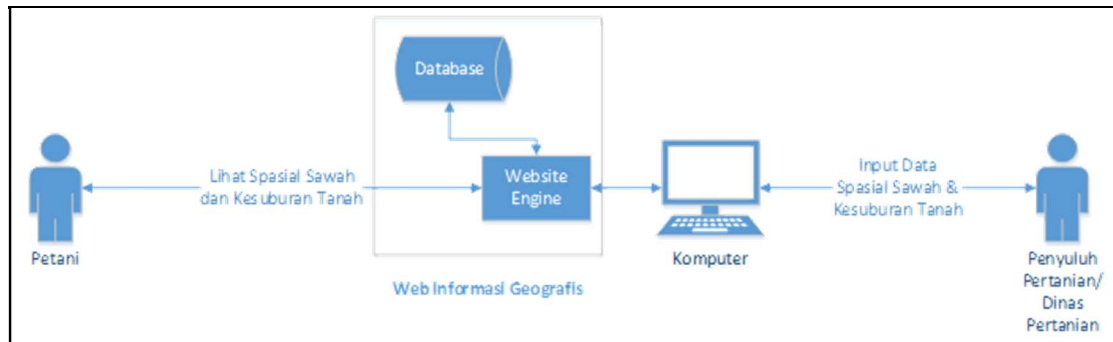 Database
Lihat Spasial Sawah
dan Kesuburan Tanah
Website
Engine
Input Data
Spasial Sawah &
Kesuburan Tanah
Petani
Komputer
Penyuluh
Pertanian/
Dinas
Pertanian
Web Informasi Geografis